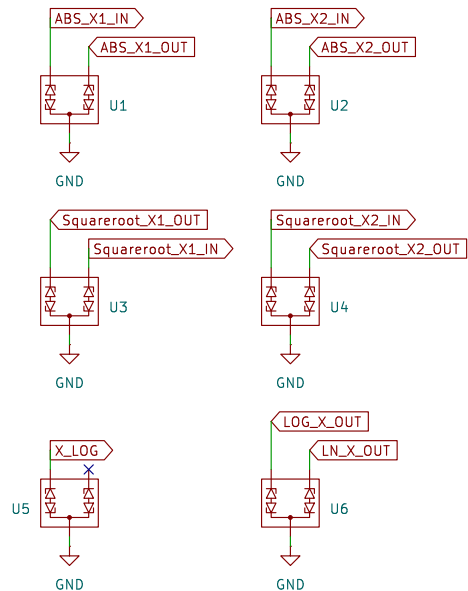 ABS_X1_IN
ABS_X1_OUT
U1
GND
ABS_X2_IN
ABS_X2_OUT
U2
GND
Squareroot_X1_OUT
Squareroot_X1_IN
U3
GND
Squareroot_X2_IN
Squareroot_X2_OUT
U4
GND
X_LOG
U5
GND
LOG_X_OUT
LN_X_OUT
U6
GND